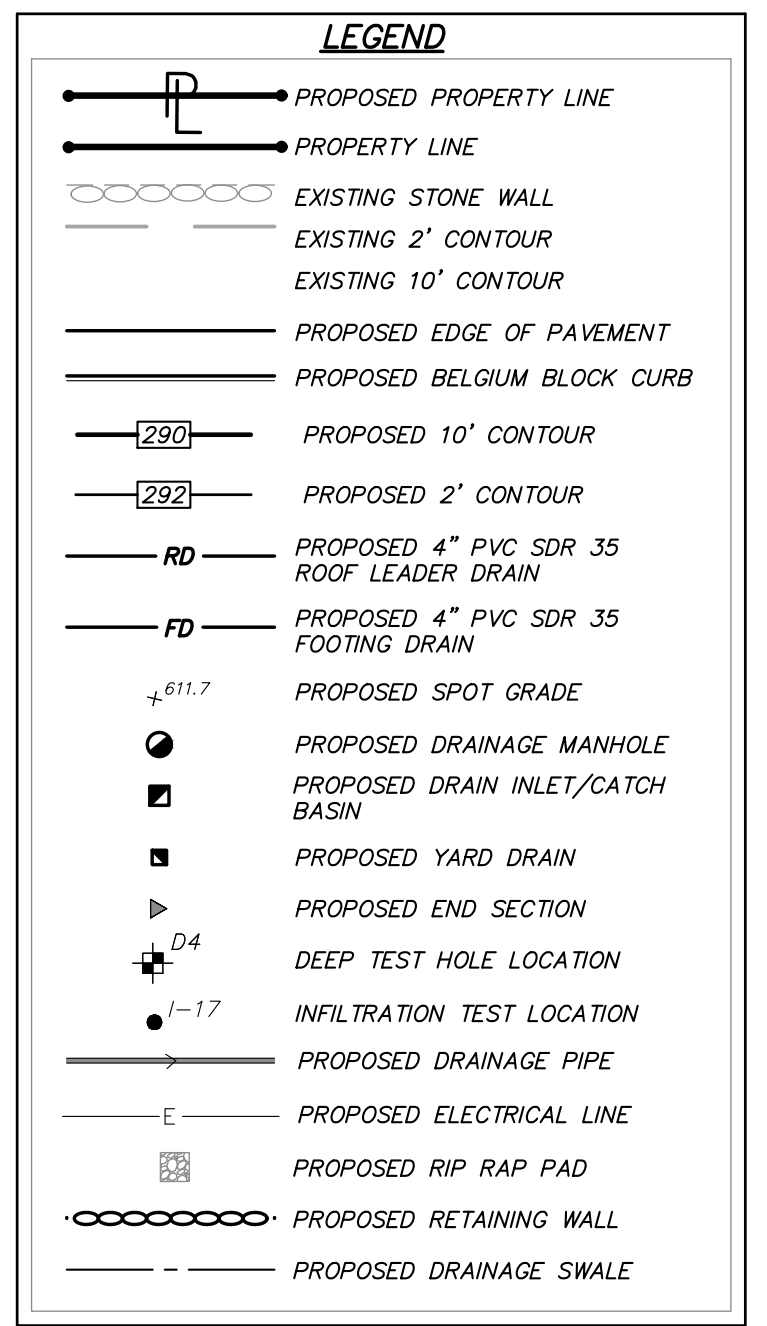 LEGEND
PL PROPOSED PROPERTY LINE
PROPERTY LINE
EXISTING STONE WALL
EXISTING 2' CONTOUR
EXISTING 10' CONTOUR
PROPOSED EDGE OF PAVEMENT
PROPOSED BELGIUM BLOCK CURB
290 PROPOSED 10' CONTOUR
292 PROPOSED 2' CONTOUR
RD PROPOSED 4" PVC SDR 35
ROOF LEADER DRAIN
FD PROPOSED 4" PVC SDR 35
FOOTING DRAIN
611.7 PROPOSED SPOT GRADE
PROPOSED DRAINAGE MANHOLE
PROPOSED DRAIN INLET/CATCH
BASIN
PROPOSED YARD DRAIN
PROPOSED END SECTION
D4 DEEP TEST HOLE LOCATION
I-17 INFILTRATION TEST LOCATION
PROPOSED DRAINAGE PIPE
E PROPOSED ELECTRICAL LINE
PROPOSED RIP RAP PAD
PROPOSED RETAINING WALL
PROPOSED DRAINAGE SWALE